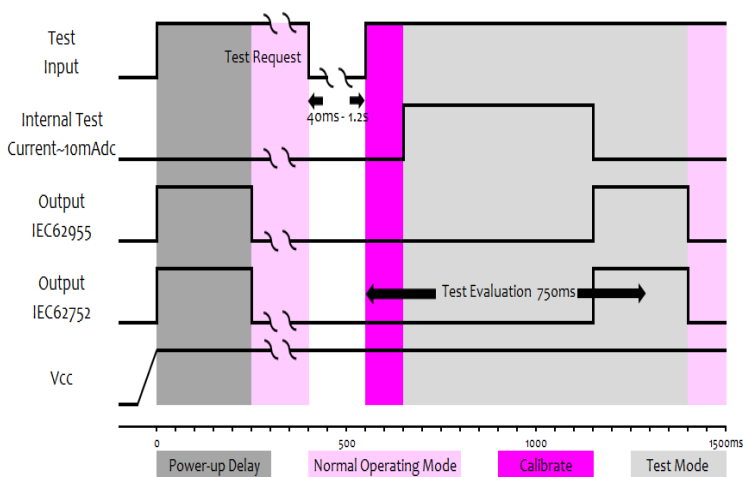 Test
Input
Test Request
40ms - 1.2s
Internal Test
Current~10mAdc
Output
IEC62955
Output
IEC62752
Test Evaluation 750ms
Vcc
0
500
1000
1500ms
Power-up Delay
Normal Operating Mode
Calibrate
Test Mode